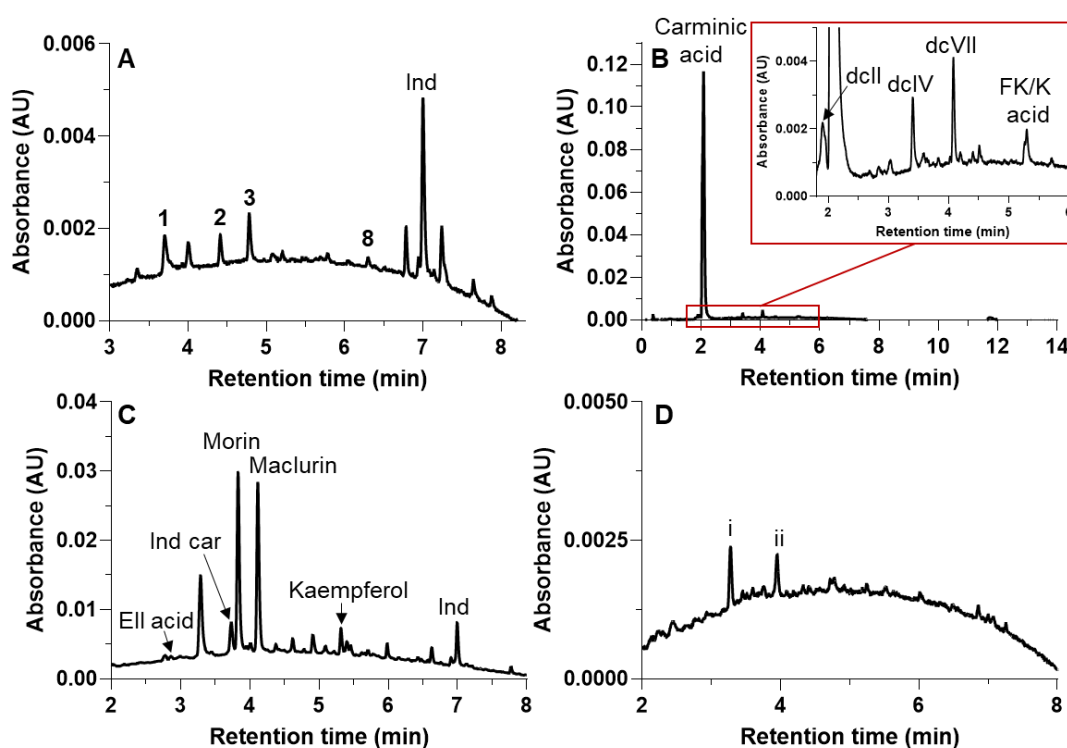 A
Absorbance (AU)
0.006
0.004
0.002
0.000
1
2
3
8
Ind
3 4 5 6 7 8
Retention time (min)
B
Absorbance (AU)
0.12
0.10
0.08
0.06
0.04
0.02
0.00
Carminic
acid
0 2 4 6 8 10 12 14
Retention time (min)
Absorbance (AU)
0.004
0.002
0.000
dcII
dcIV
dcVII
FK/K
acid
2 3 4 5 6
Retention time (min)
C
Absorbance (AU)
0.04
0.03
0.02
0.01
0.00
Ell acid
Ind car
Morin
Maclurin
Kaempferol
Ind
2 3 4 5 6 7 8
Retention time (min)
D
Absorbance (AU)
0.0050
0.0025
0.0000
i
ii
2 4 6 8
Retention time (min)